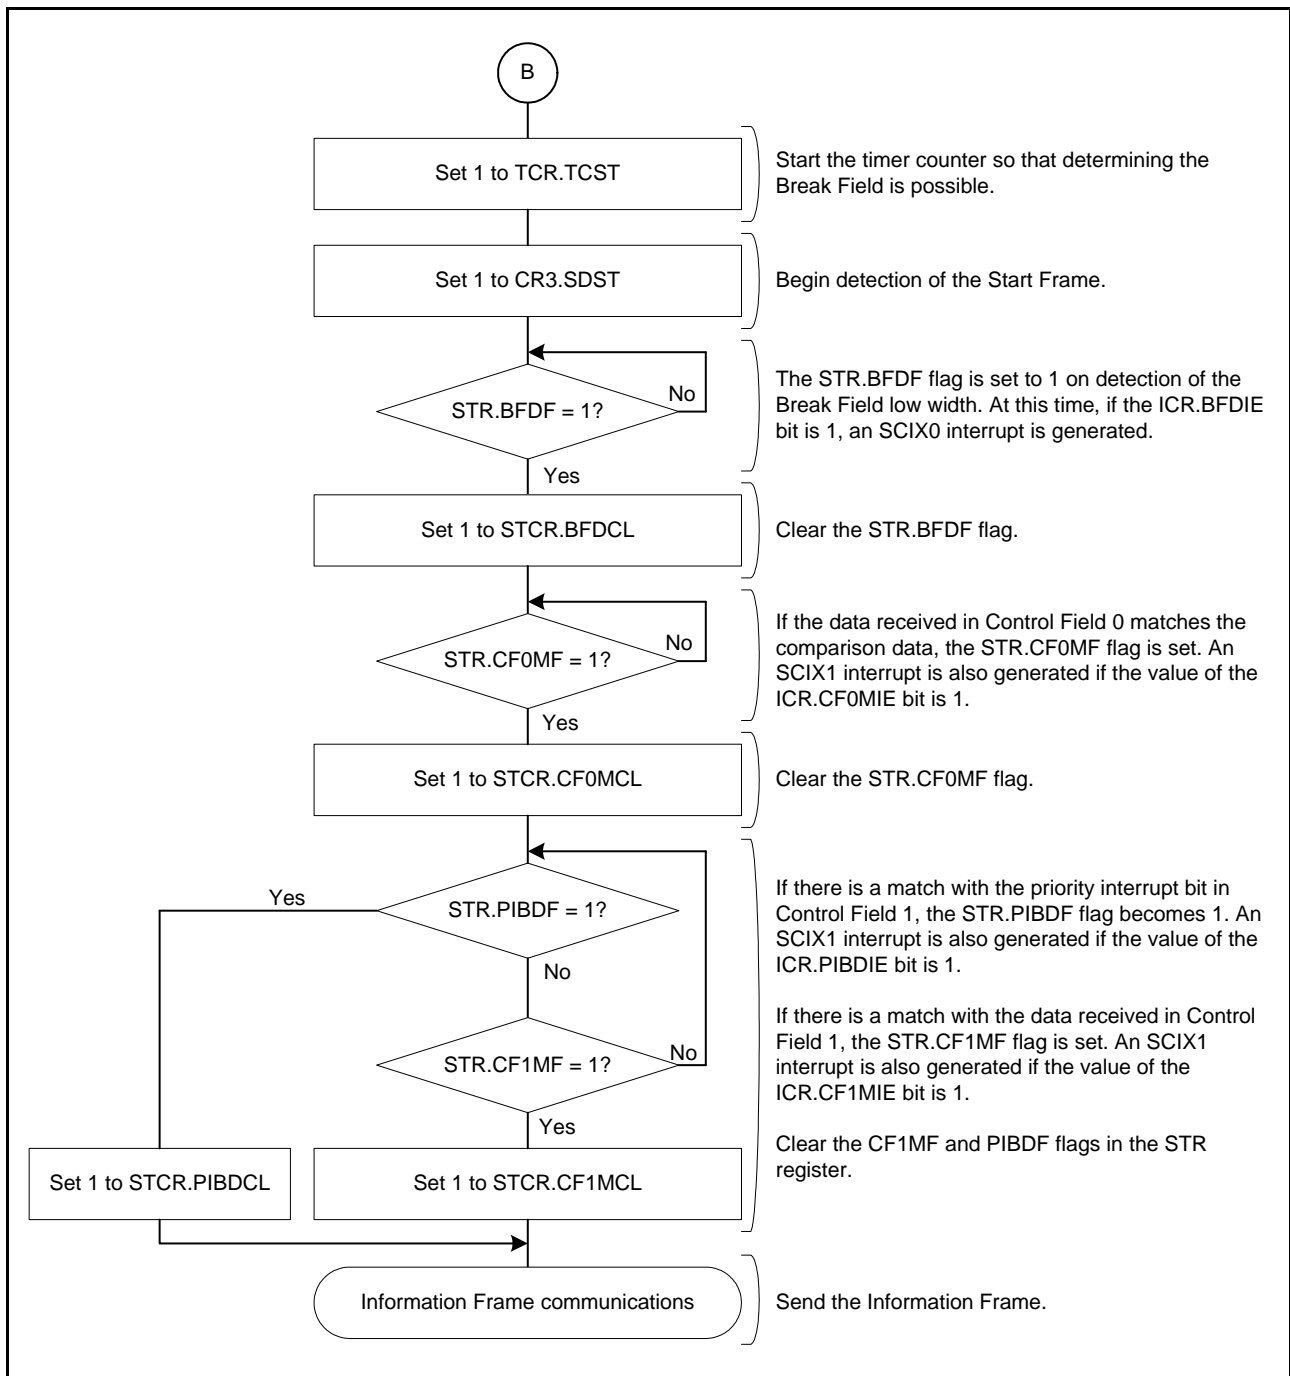 B
Set 1 to TCR.TCST
Start the timer counter so that determining the
Break Field is possible.
Set 1 to CR3.SDST
Begin detection of the Start Frame.
STR.BFDF = 1?
No
The STR.BFDF flag is set to 1 on detection of the
Break Field low width. At this time, if the ICR.BFDIE
bit is 1, an SCIX0 interrupt is generated.
Yes
Set 1 to STCR.BFDCL
Clear the STR.BFDF flag.
STR.CF0MF = 1?
No
If the data received in Control Field 0 matches the
comparison data, the STR.CF0MF flag is set. An
SCIX1 interrupt is also generated if the value of the
ICR.CF0MIE bit is 1.
Yes
Set 1 to STCR.CF0MCL
Clear the STR.CF0MF flag.
Yes
STR.PIBDF = 1?
No
If there is a match with the priority interrupt bit in
Control Field 1, the STR.PIBDF flag becomes 1. An
SCIX1 interrupt is also generated if the value of the
ICR.PIBDIE bit is 1.
STR.CF1MF = 1?
No
If there is a match with the data received in Control
Field 1, the STR.CF1MF flag is set. An SCIX1
interrupt is also generated if the value of the
ICR.CF1MIE bit is 1.
Yes
Set 1 to STCR.PIBDCL
Set 1 to STCR.CF1MCL
Clear the CF1MF and PIBDF flags in the STR
register.
Information Frame communications
Send the Information Frame.